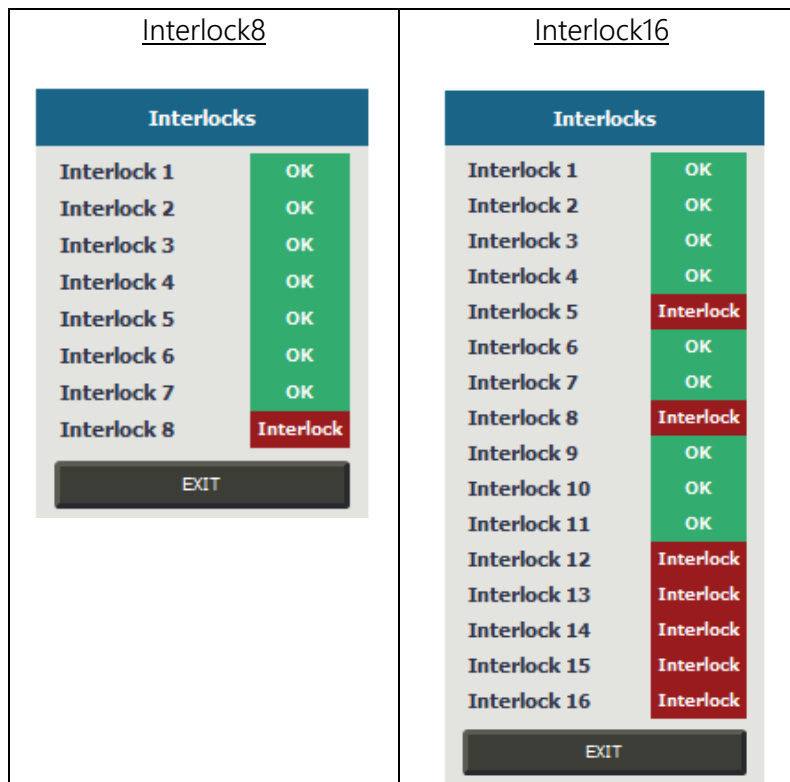 Interlock8
Interlocks
Interlock 1 OK
Interlock 2 OK
Interlock 3 OK
Interlock 4 OK
Interlock 5 OK
Interlock 6 OK
Interlock 7 OK
Interlock 8 Interlock
EXIT
Interlock16
Interlocks
Interlock 1 OK
Interlock 2 OK
Interlock 3 OK
Interlock 4 OK
Interlock 5 Interlock
Interlock 6 OK
Interlock 7 OK
Interlock 8 Interlock
Interlock 9 OK
Interlock 10 OK
Interlock 11 OK
Interlock 12 Interlock
Interlock 13 Interlock
Interlock 14 Interlock
Interlock 15 Interlock
Interlock 16 Interlock
EXIT